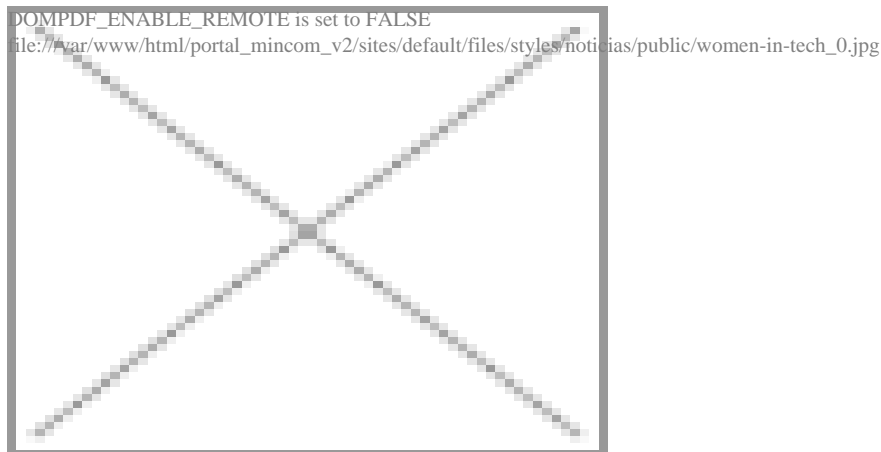 DOMPDF_ENABLE_REMOTE is set to FALSE
file:///var/www/html/portal_mincom_v2/sites/default/files/styles/noticias/public/women-in-tech_0.jpg